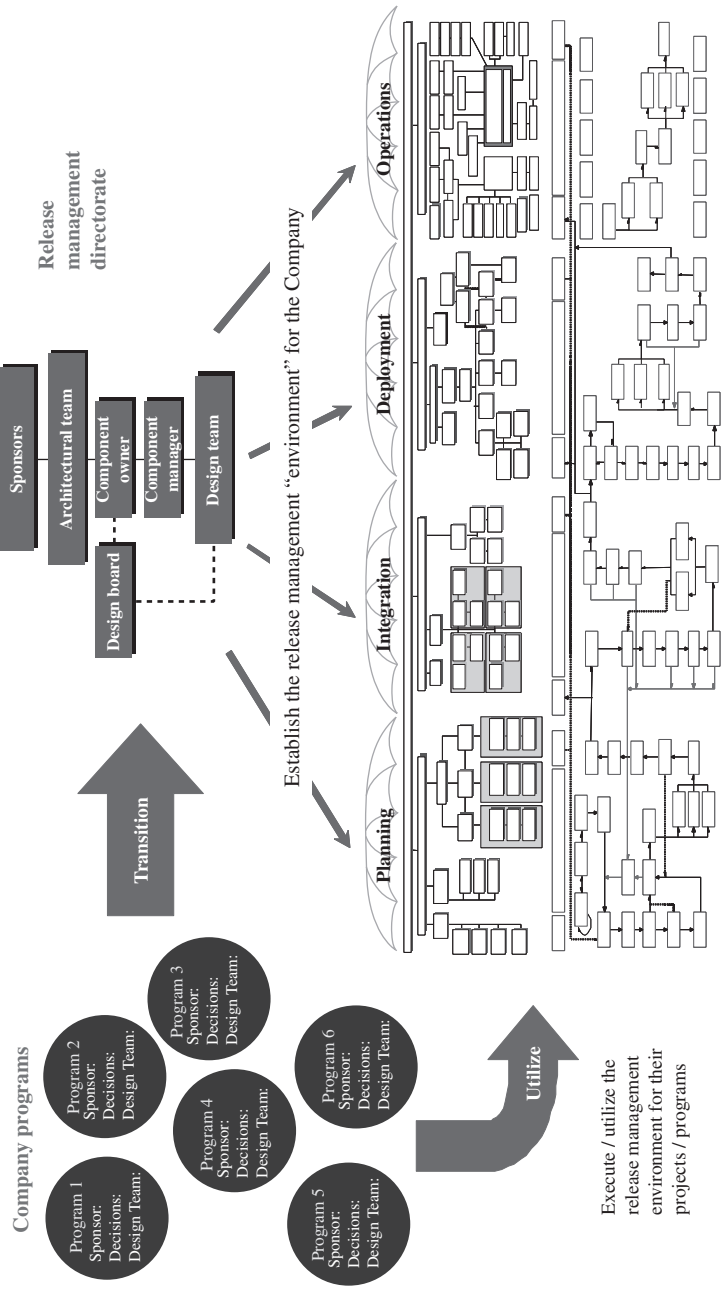 Company programs
Program 1
Sponsor:
Decisions:
Design Team:
Program 2
Sponsor:
Decisions:
Design Team:
Program 3
Sponsor:
Decisions:
Design Team:
Program 4
Sponsor:
Decisions:
Design Team:
Program 5
Sponsor:
Decisions:
Design Team:
Program 6
Sponsor:
Decisions:
Design Team:
Transition
Sponsors
Architectural team
Design board
Component
owner
Component
manager
Design team
Release
management
directorate
Establish the release management “environment” for the Company
Planning
Integration
Deployment
Operations
Utilize
Execute / utilize the
release management
environment for their
projects / programs